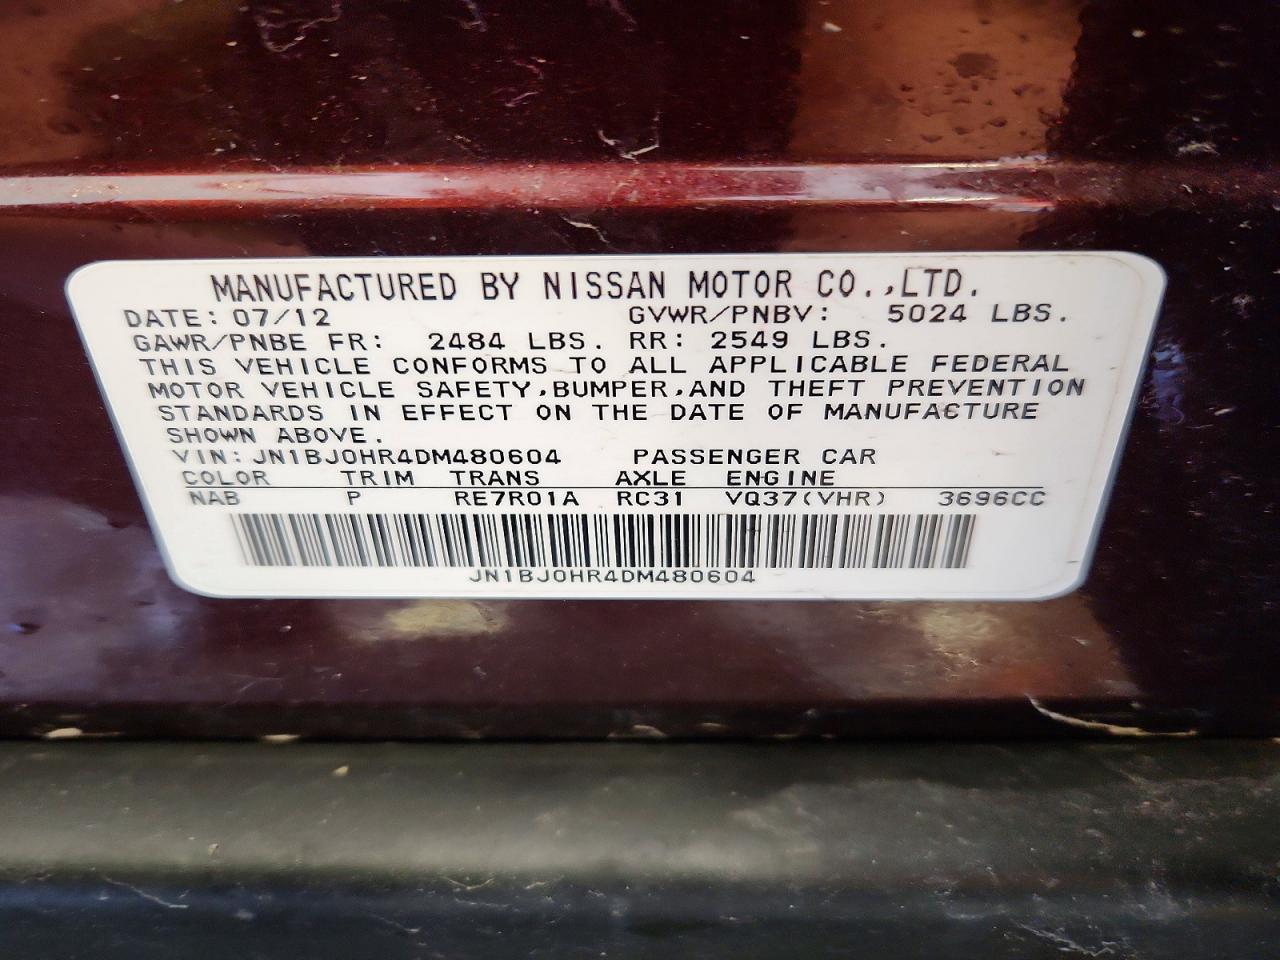 MANUFACTURED BY NISSAN MOTOR CO.,LTD.
DATE: 07/12 GVWR/PNBV: 5024 LBS.
GAWR/PNBE FR: 2484 LBS. RR: 2549 LBS.
THIS VEHICLE CONFORMS TO ALL APPLICABLE FEDERAL
MOTOR VEHICLE SAFETY,BUMPER,AND THEFT PREVENTION
STANDARDS IN EFFECT ON THE DATE OF MANUFACTURE
SHOWN ABOVE.
VIN: JN1BJ0HR4DM480604 PASSENGER CAR
COLOR TRIM TRANS AXLE ENGINE
NAB P RE7R01A RC31 VQ37(VHR) 3696CC
JN1BJ0HR4DM480604